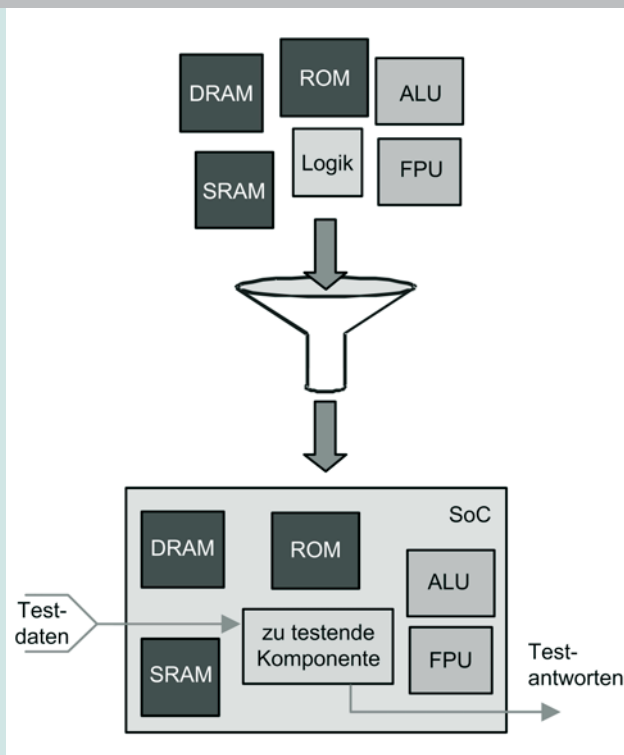 DRAM
ROM
ALU
SRAM
Logik
FPU
SoC
DRAM
ROM
ALU
Test-
daten
zu testende
Komponente
SRAM
FPU
Test-
antworten